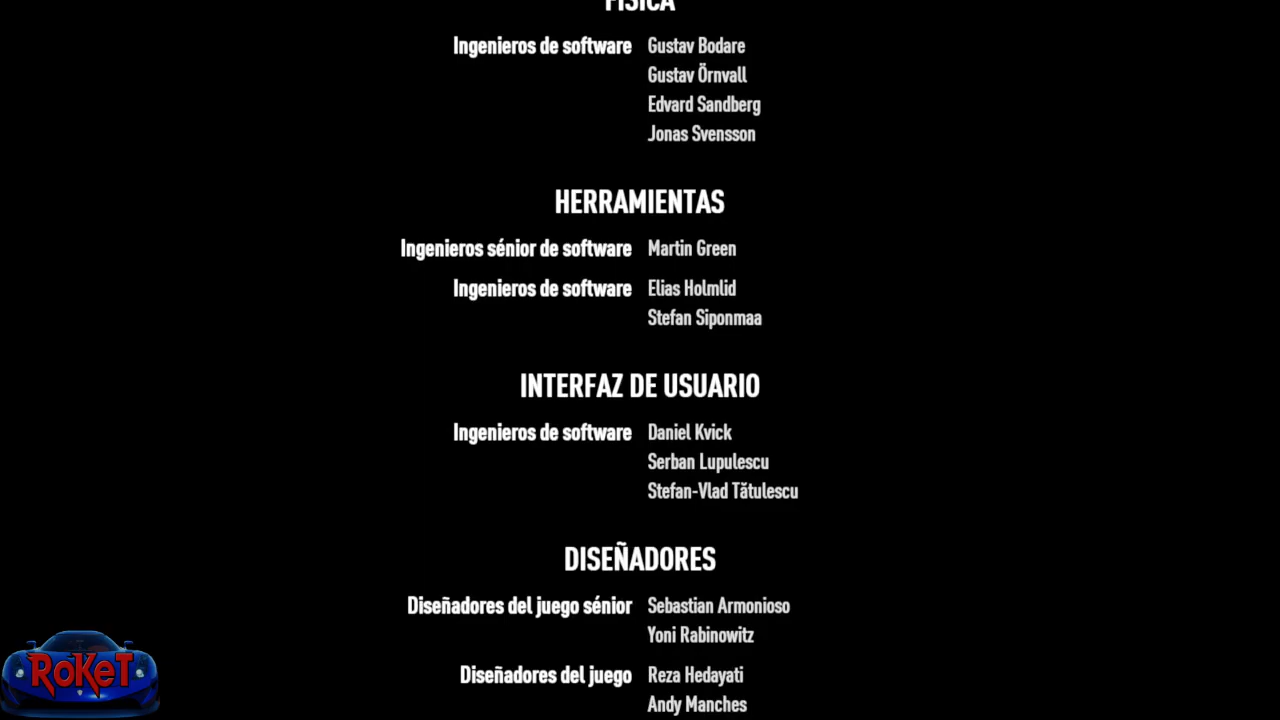 FÍSICA
Ingenieros de software Gustav Bodare
Gustav Örnvall
Edvard Sandberg
Jonas Svensson
HERRAMIENTAS
Ingenieros sénior de software Martin Green
Ingenieros de software Elias Holmlid
Stefan Siponmaa
INTERFAZ DE USUARIO
Ingenieros de software Daniel Kvick
Serban Lupulescu
Stefan-Vlad Tătulescu
DISEÑADORES
Diseñadores del juego sénior Sebastian Armonioso
Yoni Rabinowitz
Diseñadores del juego Reza Hedayati
Andy Manches
RoKeT